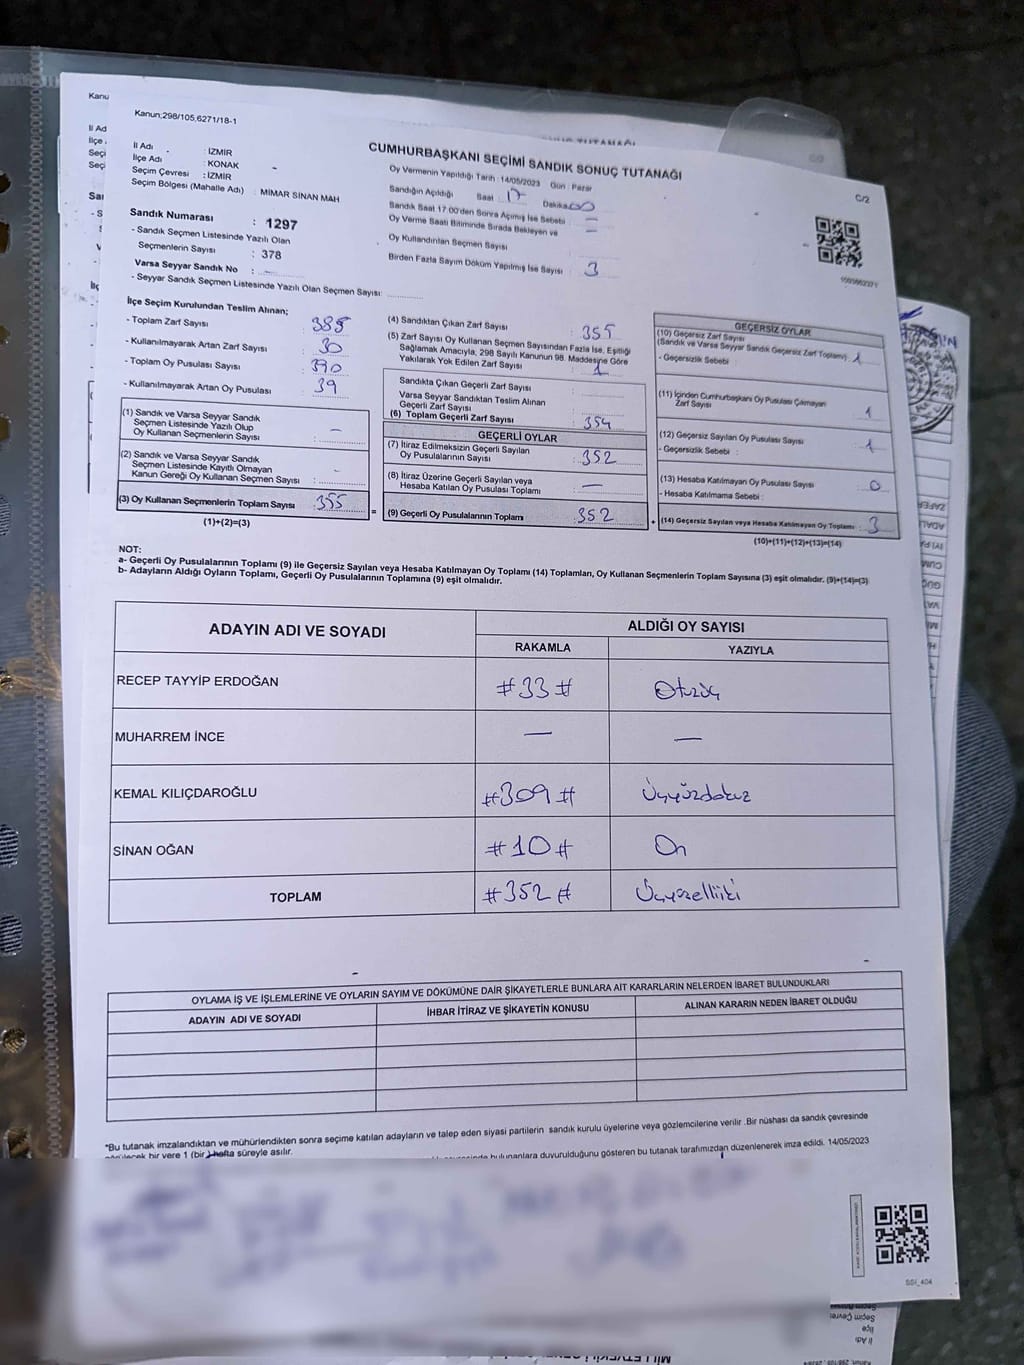 Kanun;298/105,6271/18-1
CUMHURBAŞKANI SEÇİMİ SANDIK SONUÇ TUTANAĞI
C/2
İl Adı : İZMİR
İlçe Adı : KONAK
Seçim Çevresi : İZMİR
Seçim Bölgesi (Mahalle Adı) : MİMAR SİNAN MAH
Sandık Numarası : 1297
- Sandık Seçmen Listesinde Yazılı Olan
Seçmenlerin Sayısı : 378
Varsa Seyyar Sandık No : -
- Seyyar Sandık Seçmen Listesinde Yazılı Olan Seçmen Sayısı:
Oy Vermenin Yapıldığı Tarih : 14/05/2023 Gün : Pazar
Sandığın Açıldığı Saat 17 Dakika 00
Sandık Saat 17:00'den Sonra Açılmış İse Sebebi : -
Oy Verme Saati Bitiminde Sırada Bekleyen ve
Oy Kullandırılan Seçmen Sayısı
Birden Fazla Sayım Döküm Yapılmış İse Sayısı : 3
İlçe Seçim Kurulundan Teslim Alınan;
- Toplam Zarf Sayısı : 385
- Kullanılmayarak Artan Zarf Sayısı : 30
- Toplam Oy Pusulası Sayısı : 390
- Kullanılmayarak Artan Oy Pusulası : 39
(1) Sandık ve Varsa Seyyar Sandık
Seçmen Listesinde Yazılı Olup
Oy Kullanan Seçmenlerin Sayısı : -
(2) Sandık ve Varsa Seyyar Sandık
Seçmen Listesinde Kayıtlı Olmayan
Kanun Gereği Oy Kullanan Seçmen Sayısı : -
(3) Oy Kullanan Seçmenlerin Toplam Sayısı : 355
(1)+(2)=(3)
=
(4) Sandıktan Çıkan Zarf Sayısı : 355
(5) Zarf Sayısı Oy Kullanan Seçmen Sayısından Fazla İse, Eşitliği
Sağlamak Amacıyla, 298 Sayılı Kanunun 98. Maddesine Göre
Yakılarak Yok Edilen Zarf Sayısı : 1
Sandıkta Çıkan Geçerli Zarf Sayısı
Varsa Seyyar Sandıktan Teslim Alınan
Geçerli Zarf Sayısı
(6) Toplam Geçerli Zarf Sayısı : 354
GEÇERLİ OYLAR
(7) İtiraz Edilmeksizin Geçerli Sayılan
Oy Pusulalarının Sayısı : 352
(8) İtiraz Üzerine Geçerli Sayılan veya
Hesaba Katılan Oy Pusulası Toplamı : -
(9) Geçerli Oy Pusulalarının Toplamı : 352
+
GEÇERSİZ OYLAR
(10) Geçersiz Zarf Sayısı
(Sandık ve Varsa Seyyar Sandık Geçersiz Zarf Toplamı) : 1
- Geçersizlik Sebebi :
(11) İçinden Cumhurbaşkanı Oy Pusulası Çıkmayan
Zarf Sayısı : 1
(12) Geçersiz Sayılan Oy Pusulası Sayısı : 1
- Geçersizlik Sebebi :
(13) Hesaba Katılmayan Oy Pusulası Sayısı : 0
- Hesaba Katılmama Sebebi :
(14) Geçersiz Sayılan veya Hesaba Katılmayan Oy Toplamı : 3
(10)+(11)+(12)+(13)=(14)
NOT:
a- Geçerli Oy Pusulalarının Toplamı (9) ile Geçersiz Sayılan veya Hesaba Katılmayan Oy Toplamı (14) Toplamları, Oy Kullanan Seçmenlerin Toplam Sayısına (3) eşit olmalıdır. (9)+(14)=(3)
b- Adayların Aldığı Oyların Toplamı, Geçerli Oy Pusulalarının Toplamına (9) eşit olmalıdır.
ADAYIN ADI VE SOYADI ALDIĞI OY SAYISI
RAKAMLA YAZIYLA
RECEP TAYYİP ERDOĞAN #33# Otuzüç
MUHARREM İNCE — —
KEMAL KILIÇDAROĞLU #309# Üçyüzdokuz
SİNAN OĞAN #10# On
TOPLAM #352# Üçyüzelliiki
OYLAMA İŞ VE İŞLEMLERİNE VE OYLARIN SAYIM VE DÖKÜMÜNE DAİR ŞİKAYETLERLE BUNLARA AİT KARARLARIN NELERDEN İBARET BULUNDUKLARI
ADAYIN ADI VE SOYADI İHBAR İTİRAZ VE ŞİKAYETİN KONUSU ALINAN KARARIN NEDEN İBARET OLDUĞU
*Bu tutanak imzalandıktan ve mühürlendikten sonra seçime katılan adayların ve talep eden siyasi partilerin sandık kurulu üyelerine veya gözlemcilerine verilir .Bir nüshası da sandık çevresinde
görülecek bir yere 1 (bir) hafta süreyle asılır.
bulunanlara duyurulduğunu gösteren bu tutanak tarafımızdan düzenlenerek imza edildi. 14/05/2023
SSİ_404